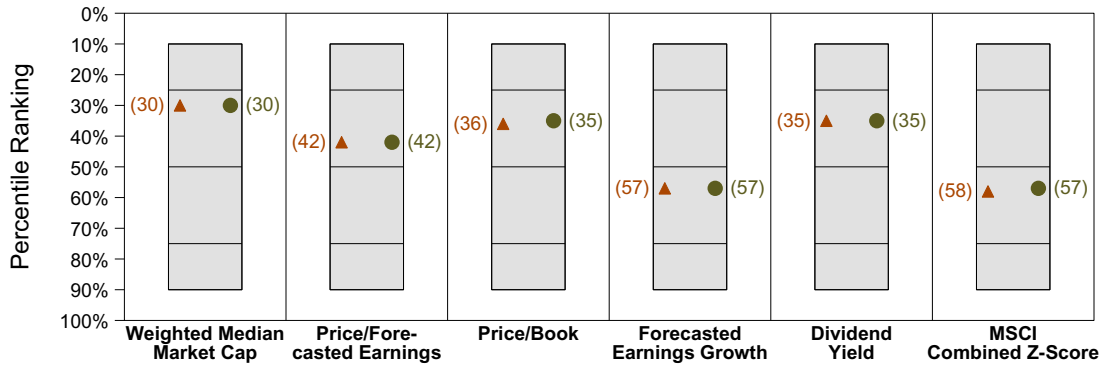 Percentile Ranking
0%
10%
20%
30%
40%
50%
60%
70%
80%
90%
100%
(30) (30)
(42) (42)
(36) (35)
(57) (57)
(35) (35)
(58) (57)
Weighted Median
Market Cap
Price/Fore-
casted Earnings
Price/Book
Forecasted
Earnings Growth
Dividend
Yield
MSCI
Combined Z-Score